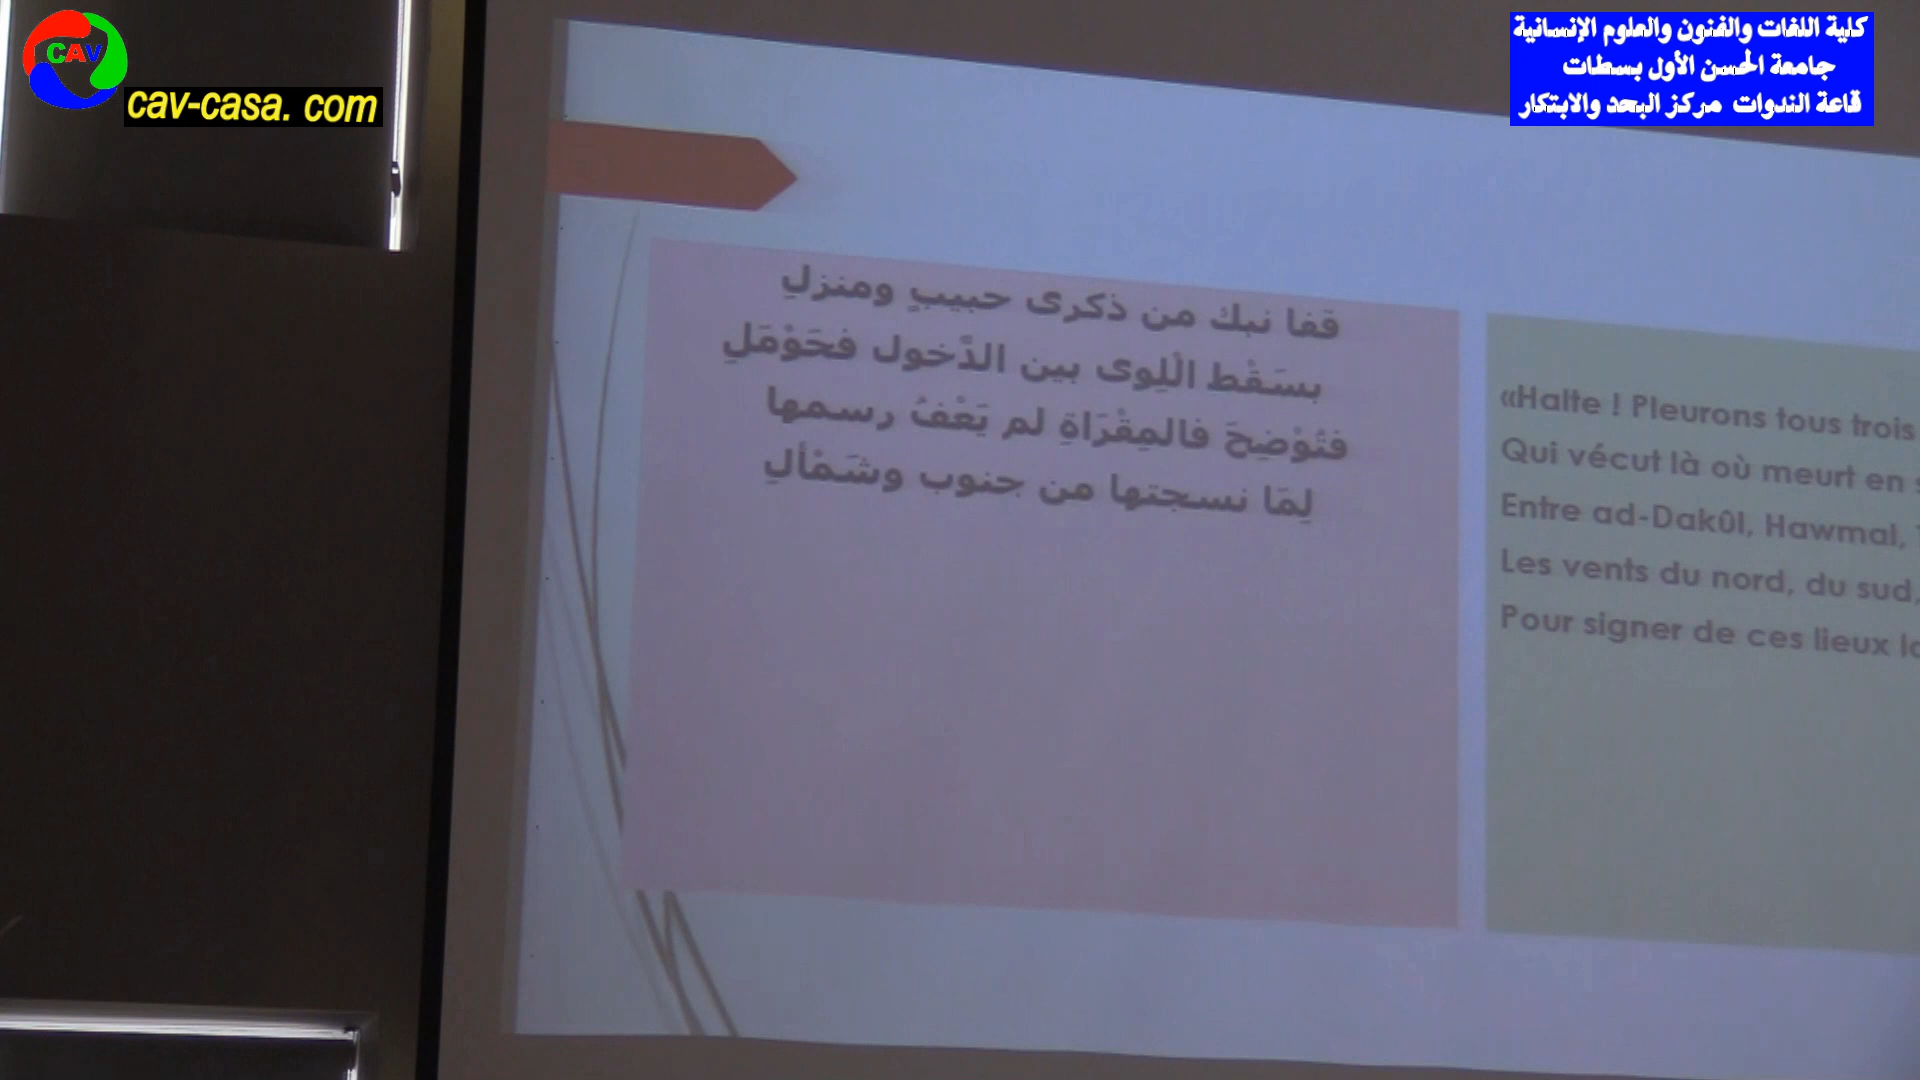 CAV
cav-casa. com
كلية اللغات والفنون والعلوم الإنسانية
جامعة الحسن الأول بسطات
قاعة الندوات مركز البحد والابتكار
قفا نبك من ذكرى حبيبٍ ومنزلِ
بسَقْط الّلِوى بين الدَّخول فحَوْمَلِ
فتُوْضِحَ فالمِقْرَاةِ لم يَعْفُ رسمها
لِمَا نسجتها من جنوب وشَمْألِ
«Halte ! Pleurons tous trois
Qui vécut là où meurt en
Entre ad-Dakûl, Hawmal,
Les vents du nord, du sud,
Pour signer de ces lieux